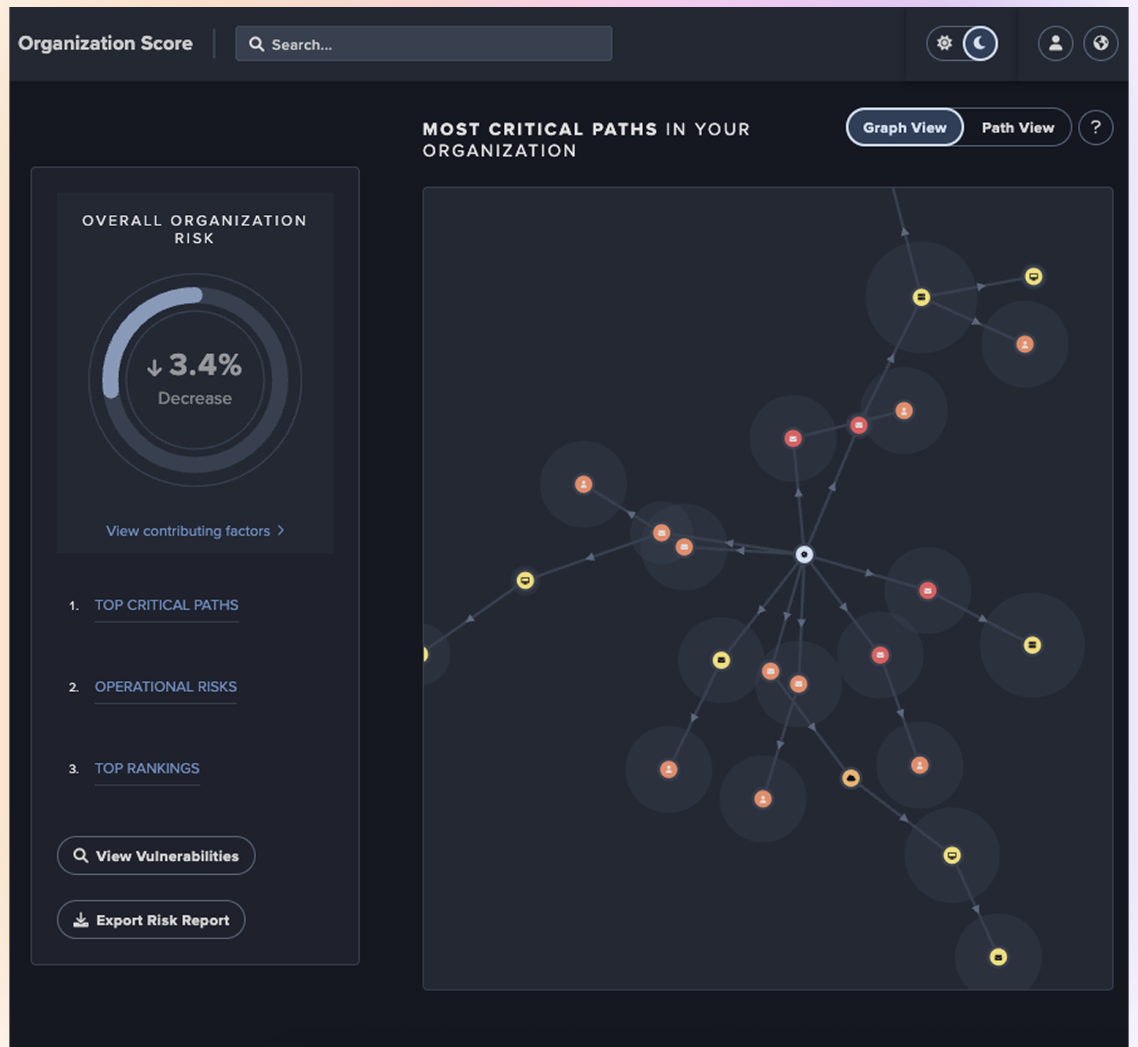 Organization Score
Search...
MOST CRITICAL PATHS IN YOUR
ORGANIZATION
Graph View
Path View
?
OVERALL ORGANIZATION
RISK
↓ 3.4%
Decrease
View contributing factors >
1. TOP CRITICAL PATHS
2. OPERATIONAL RISKS
3. TOP RANKINGS
View Vulnerabilities
Export Risk Report